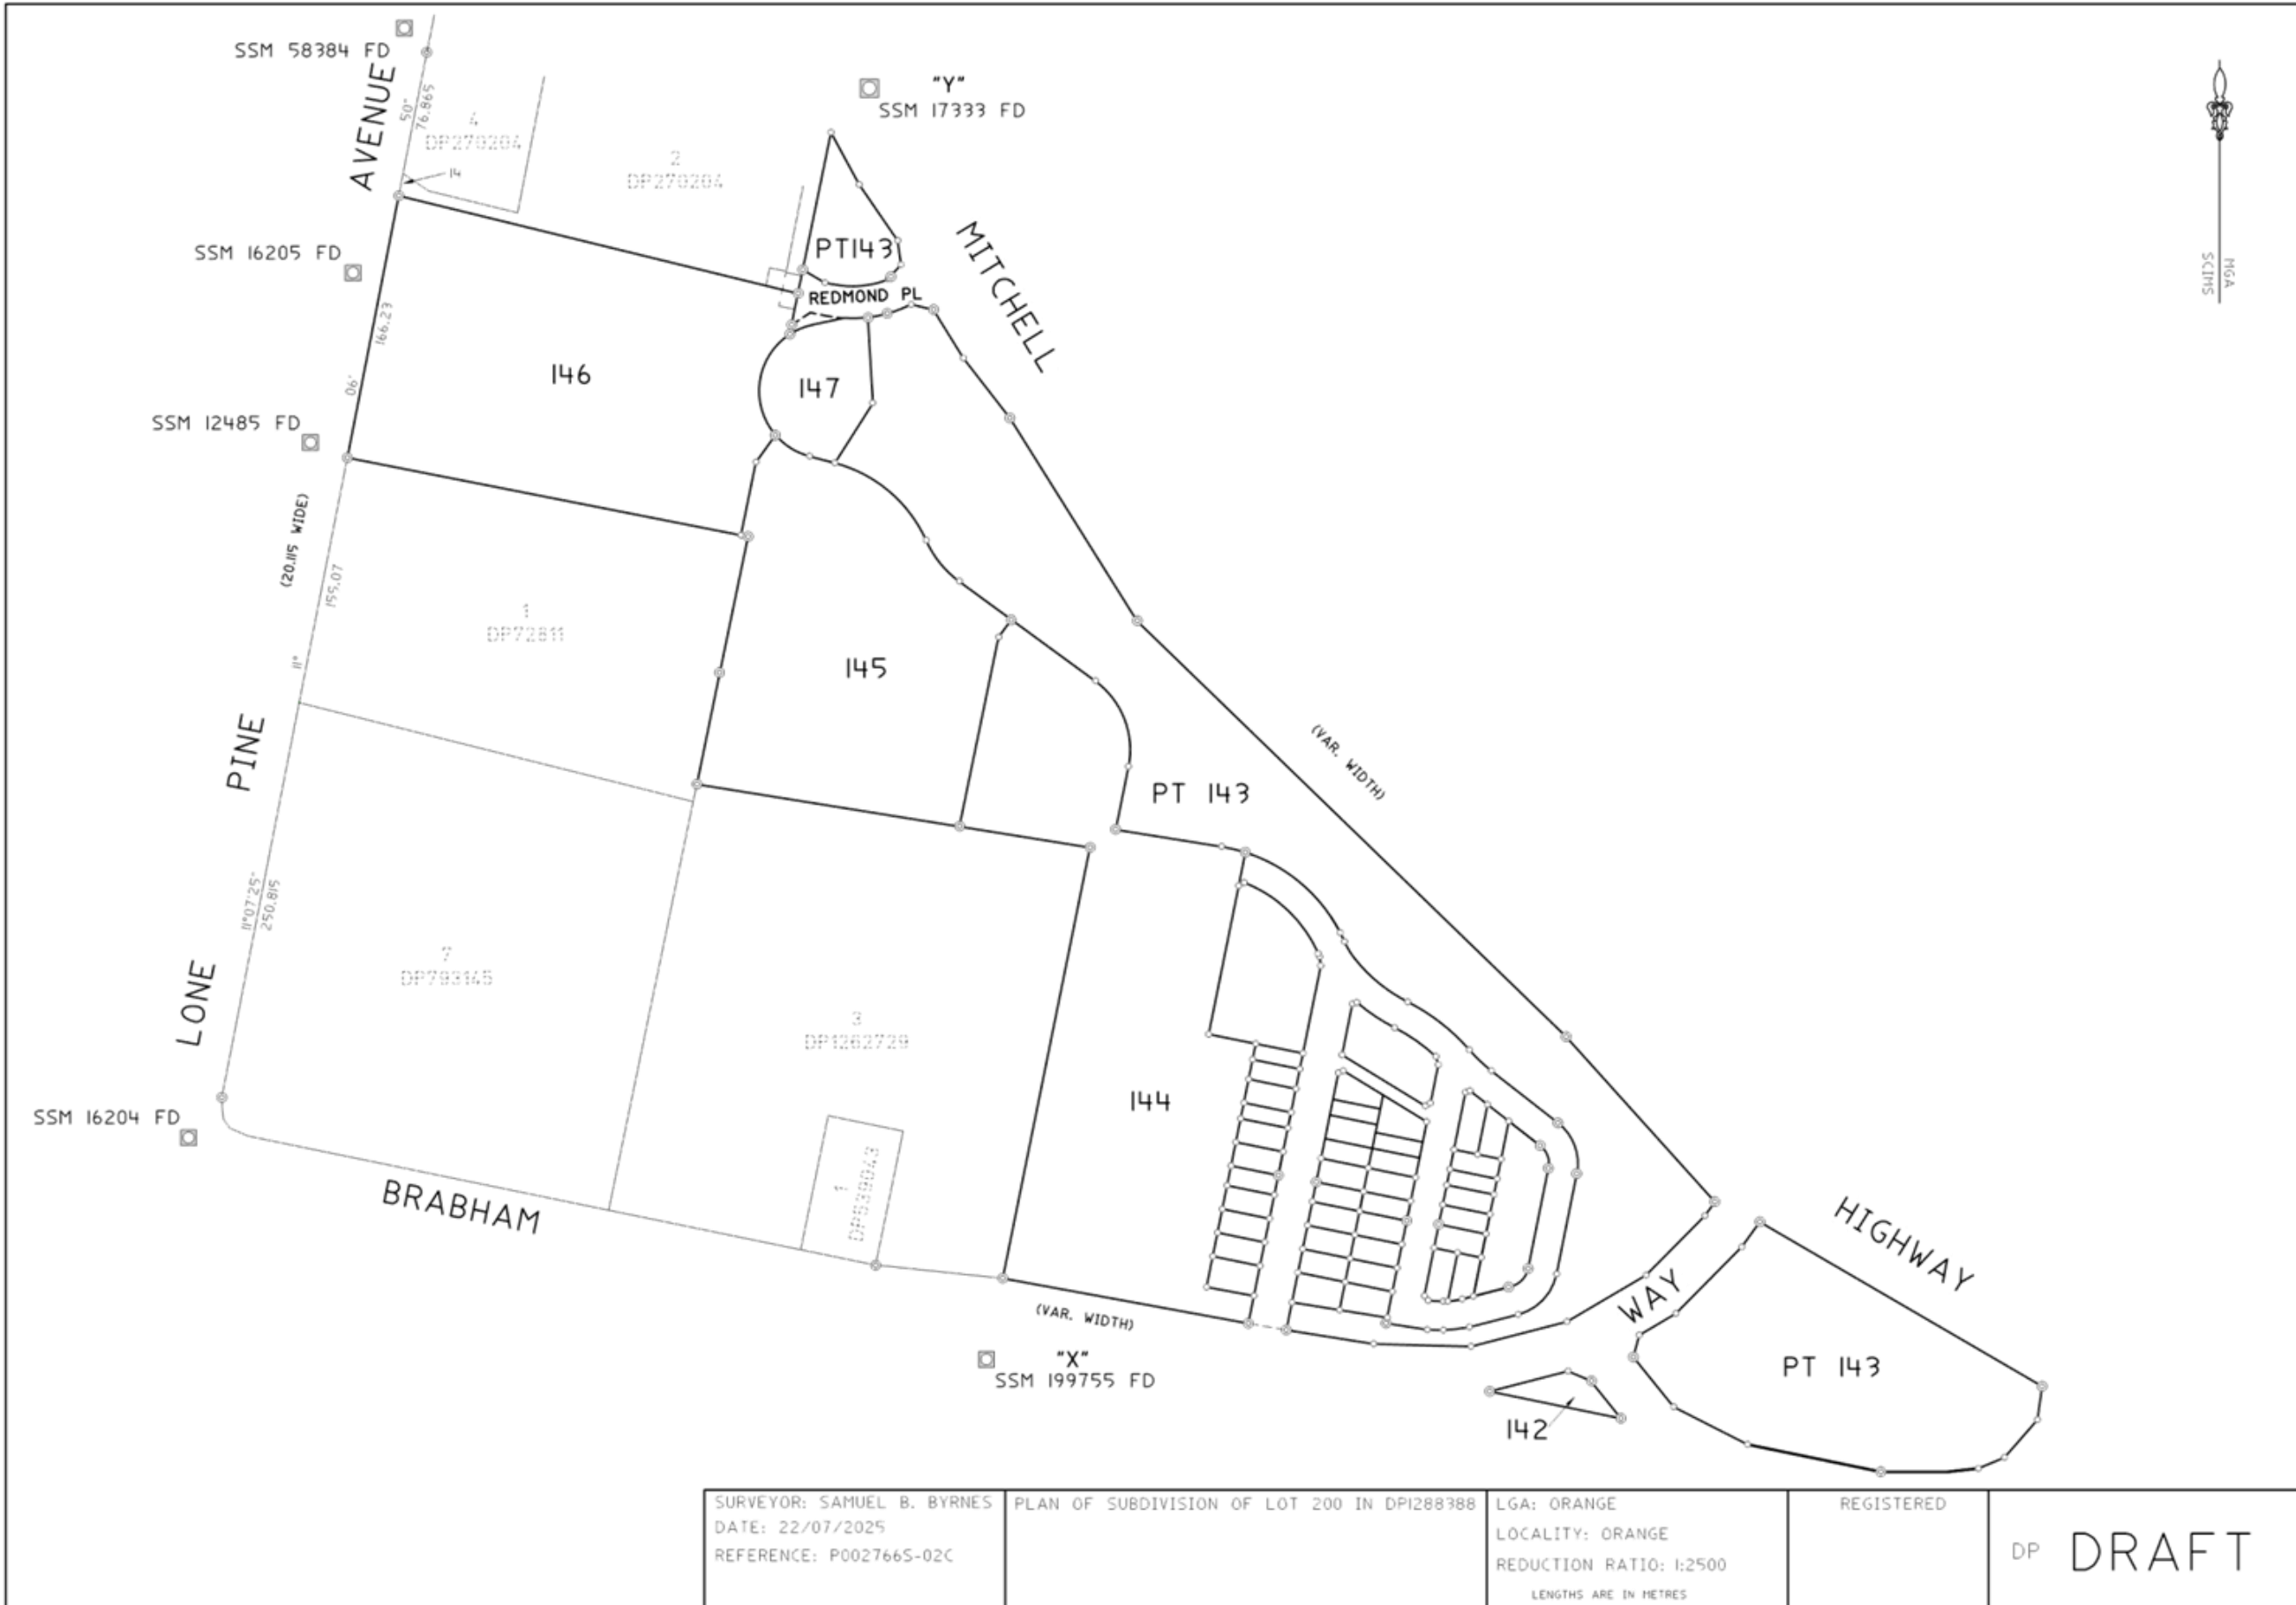 SSM 58384 FD
AVENUE
50"
76.865
4
DP270204
14
2
DP270204
"Y"
SSM 17333 FD
MGA
SCIMS
SSM 16205 FD
PT143
REDMOND PL
MITCHELL
166.23
06'
146
147
SSM 12485 FD
(20.115 WIDE)
155.07
1
DP72811
11°
145
PINE
(VAR. WIDTH)
PT 143
11°07'25"
250.815
7
DP793145
LONE
3
DP1262729
144
SSM 16204 FD
1
DP539043
BRABHAM
(VAR. WIDTH)
"X"
SSM 199755 FD
WAY
HIGHWAY
PT 143
142
SURVEYOR: SAMUEL B. BYRNES
DATE: 22/07/2025
REFERENCE: P002766S-02C
PLAN OF SUBDIVISION OF LOT 200 IN DP1288388
LGA: ORANGE
LOCALITY: ORANGE
REDUCTION RATIO: 1:2500
LENGTHS ARE IN METRES
REGISTERED
DP DRAFT